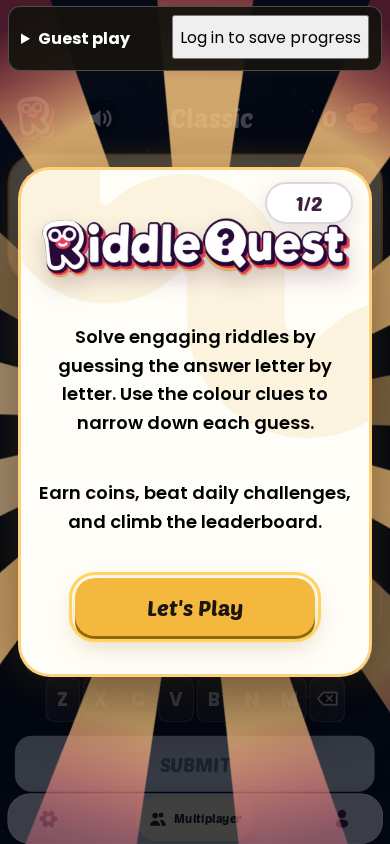 Guest play
Log in to save progress
Classic
0
1/2
RiddleQuest
Solve engaging riddles by
guessing the answer letter by
letter. Use the colour clues to
narrow down each guess.
Earn coins, beat daily challenges,
and climb the leaderboard.
Let's Play
Z X C V B N M
SUBMIT
Multiplayer